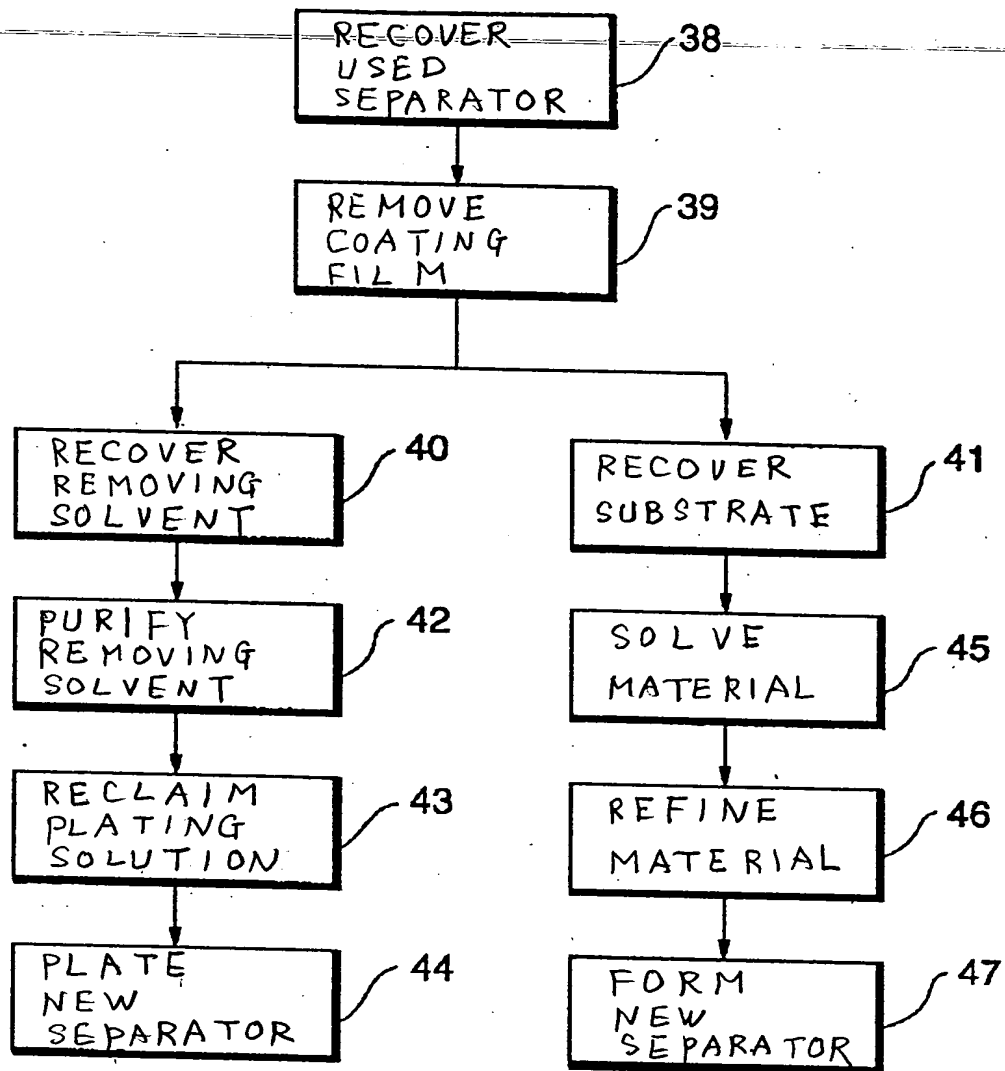 RECOVER
USED
SEPARATOR
38
REMOVE
COATING
FILM
39
RECOVER
REMOVING
SOLVENT
40
PURIFY
REMOVING
SOLVENT
42
RECLAIM
PLATING
SOLUTION
43
PLATE
NEW
SEPARATOR
44
RECOVER
SUBSTRATE
41
SOLVE
MATERIAL
45
REFINE
MATERIAL
46
FORM
NEW
SEPARATOR
47